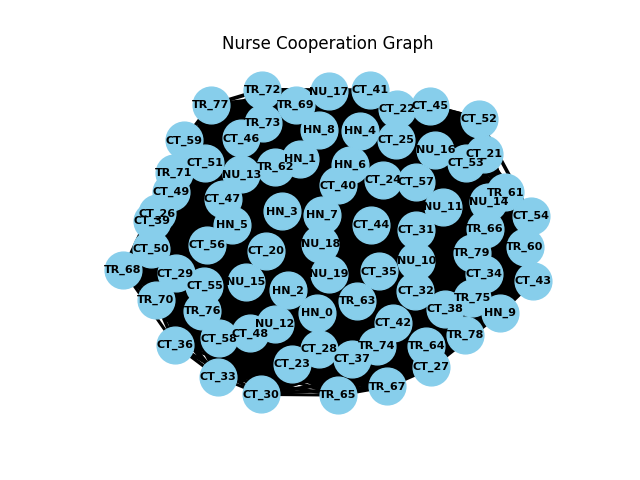 Nurse Cooperation Graph
TR_72
NU_17
CT_41
TR_77
TR_69
CT_22
CT_45
CT_52
TR_73
HN_8
HN_4
CT_59
CT_46
CT_25
NU_16
CT_21
CT_51
HN_1
HN_6
CT_53
TR_71
NU_13
TR_62
CT_24
CT_57
CT_40
CT_49
TR_61
CT_47
NU_14
NU_11
CT_26
CT_39
HN_3
HN_7
CT_54
HN_5
CT_44
CT_31
TR_66
CT_50
CT_56
CT_20
NU_18
TR_60
TR_79
NU_10
TR_68
CT_29
NU_19
CT_35
CT_34
CT_43
CT_55
NU_15
HN_2
CT_32
TR_70
TR_63
TR_75
TR_76
HN_0
CT_38
HN_9
NU_12
CT_42
CT_48
CT_58
TR_78
CT_36
CT_28
TR_74
TR_64
CT_37
CT_23
CT_27
CT_33
TR_67
CT_30
TR_65